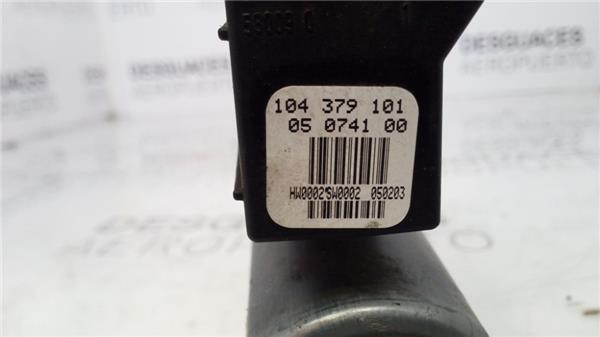 104 379 101
05 0741 00
HW0002SW0002 050203
DESGUACES
AEROPUERTO